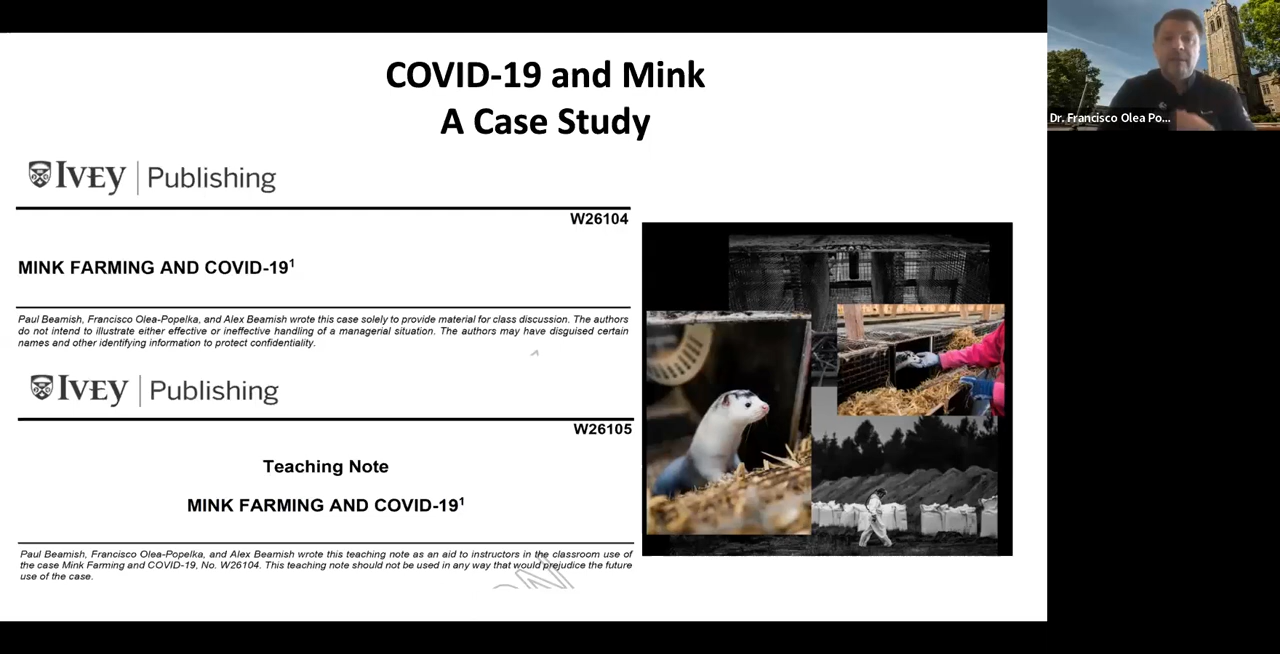 COVID-19 and Mink
A Case Study
IVEY | Publishing
W26104
MINK FARMING AND COVID-19¹
Paul Beamish, Francisco Olea-Popelka, and Alex Beamish wrote this case solely to provide material for class discussion. The authors
do not intend to illustrate either effective or ineffective handling of a managerial situation. The authors may have disguised certain
names and other identifying information to protect confidentiality.
IVEY | Publishing
W26105
Teaching Note
MINK FARMING AND COVID-19¹
Paul Beamish, Francisco Olea-Popelka, and Alex Beamish wrote this teaching note as an aid to instructors in the classroom use of
the case Mink Farming and COVID-19, No. W26104. This teaching note should not be used in any way that would prejudice the future
use of the case.
Dr. Francisco Olea Po...